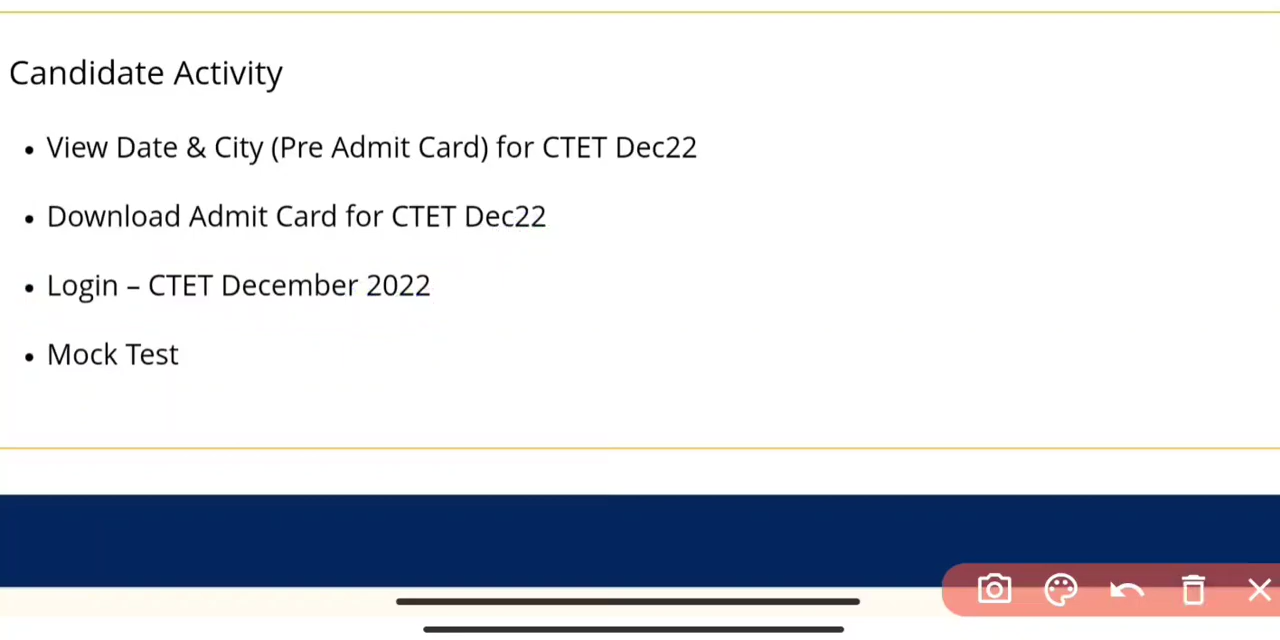 Candidate Activity
• View Date & City (Pre Admit Card) for CTET Dec22
• Download Admit Card for CTET Dec22
• Login – CTET December 2022
• Mock Test